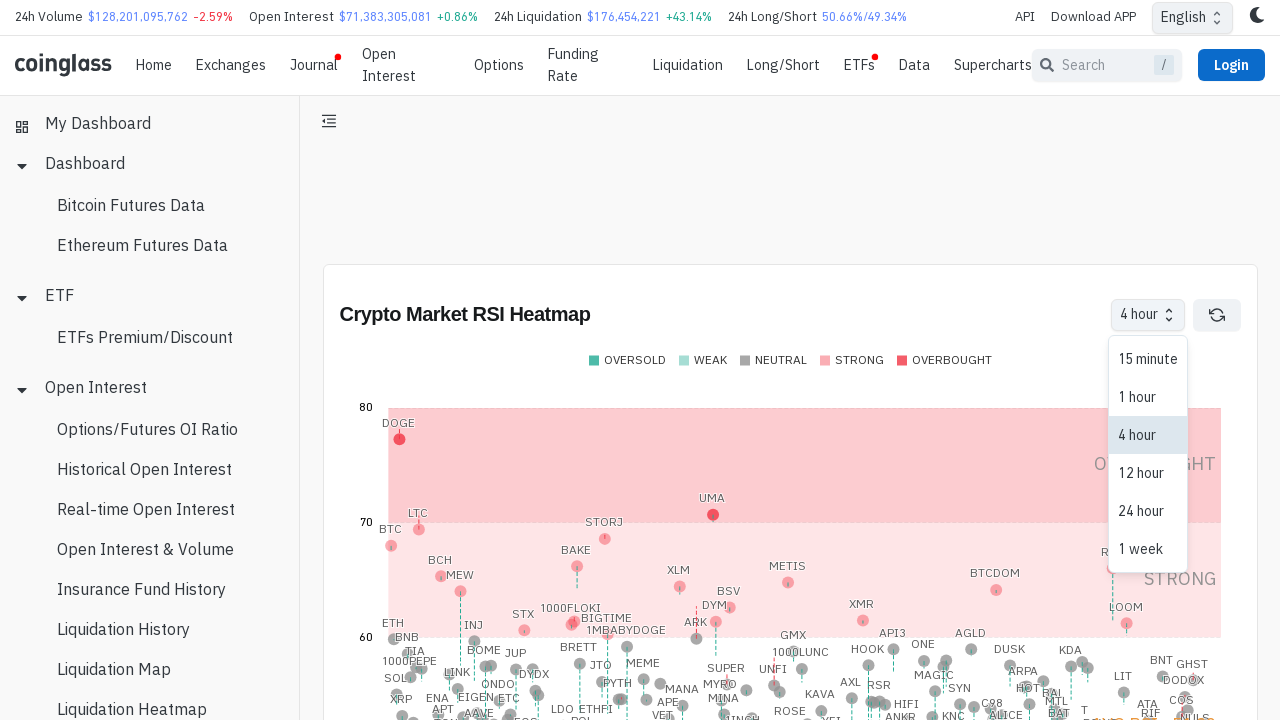 24h Volume $128,201,095,762 -2.59% Open Interest $71,383,305,081 +0.86% 24h Liquidation $176,454,221 +43.14% 24h Long/Short 50.66%/49.34% API Download APP English
coinglass Home Exchanges Journal Open Interest Options Funding Rate Liquidation Long/Short ETFs Data Supercharts Search / Login
My Dashboard
Dashboard
Bitcoin Futures Data
Ethereum Futures Data
ETF
ETFs Premium/Discount
Open Interest
Options/Futures OI Ratio
Historical Open Interest
Real-time Open Interest
Open Interest & Volume
Insurance Fund History
Liquidation History
Liquidation Map
Liquidation Heatmap
Crypto Market RSI Heatmap 4 hour
OVERSOLD WEAK NEUTRAL STRONG OVERBOUGHT
15 minute
1 hour
4 hour
12 hour
24 hour
1 week
80
DOGE
UMA
LTC
70
BTC
STORJ
BAKE
BCH
MEW
XLM
METIS
BTCDOM
STRONG
BSV
DYM
XMR
LOOM
1000FLOKI
STX
BIGTIME
ETH
INJ
1MBABYDOGE
ARK
60
BNB
GMX
API3
AGLD
TIA
BOME
JUP
BRETT
1000LUNC
HOOK
ONE
DUSK
KDA
1000PEPE
LINK
DYDX
JTO
MEME
SUPER
UNFI
MAGIC
ARPA
LIT
BNT
GHST
SOL
ONDO
PYTH
MANA
MYRO
AXL
RSR
SYN
HOT
DODOX
XRP
ENA
EIGEN
ETC
APE
MINA
KAVA
HIFI
C98
MTL
ATA
COS
APT
AAVE
LDO
ETHFI
VET
ROSE
ANKR
KNC
ALICE
BAT
T
RIF